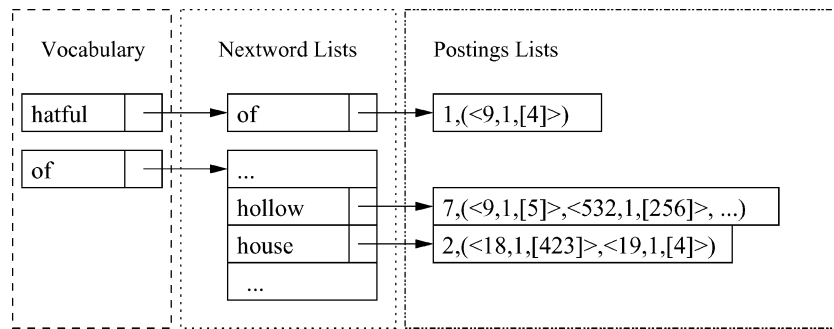 Vocabulary Nextword Lists Postings Lists
hatful of 1,(<9,1,[4]>)
of ...
hollow 7,(<9,1,[5]>,<532,1,[256]>, ...)
house 2,(<18,1,[423]>,<19,1,[4]>)
...